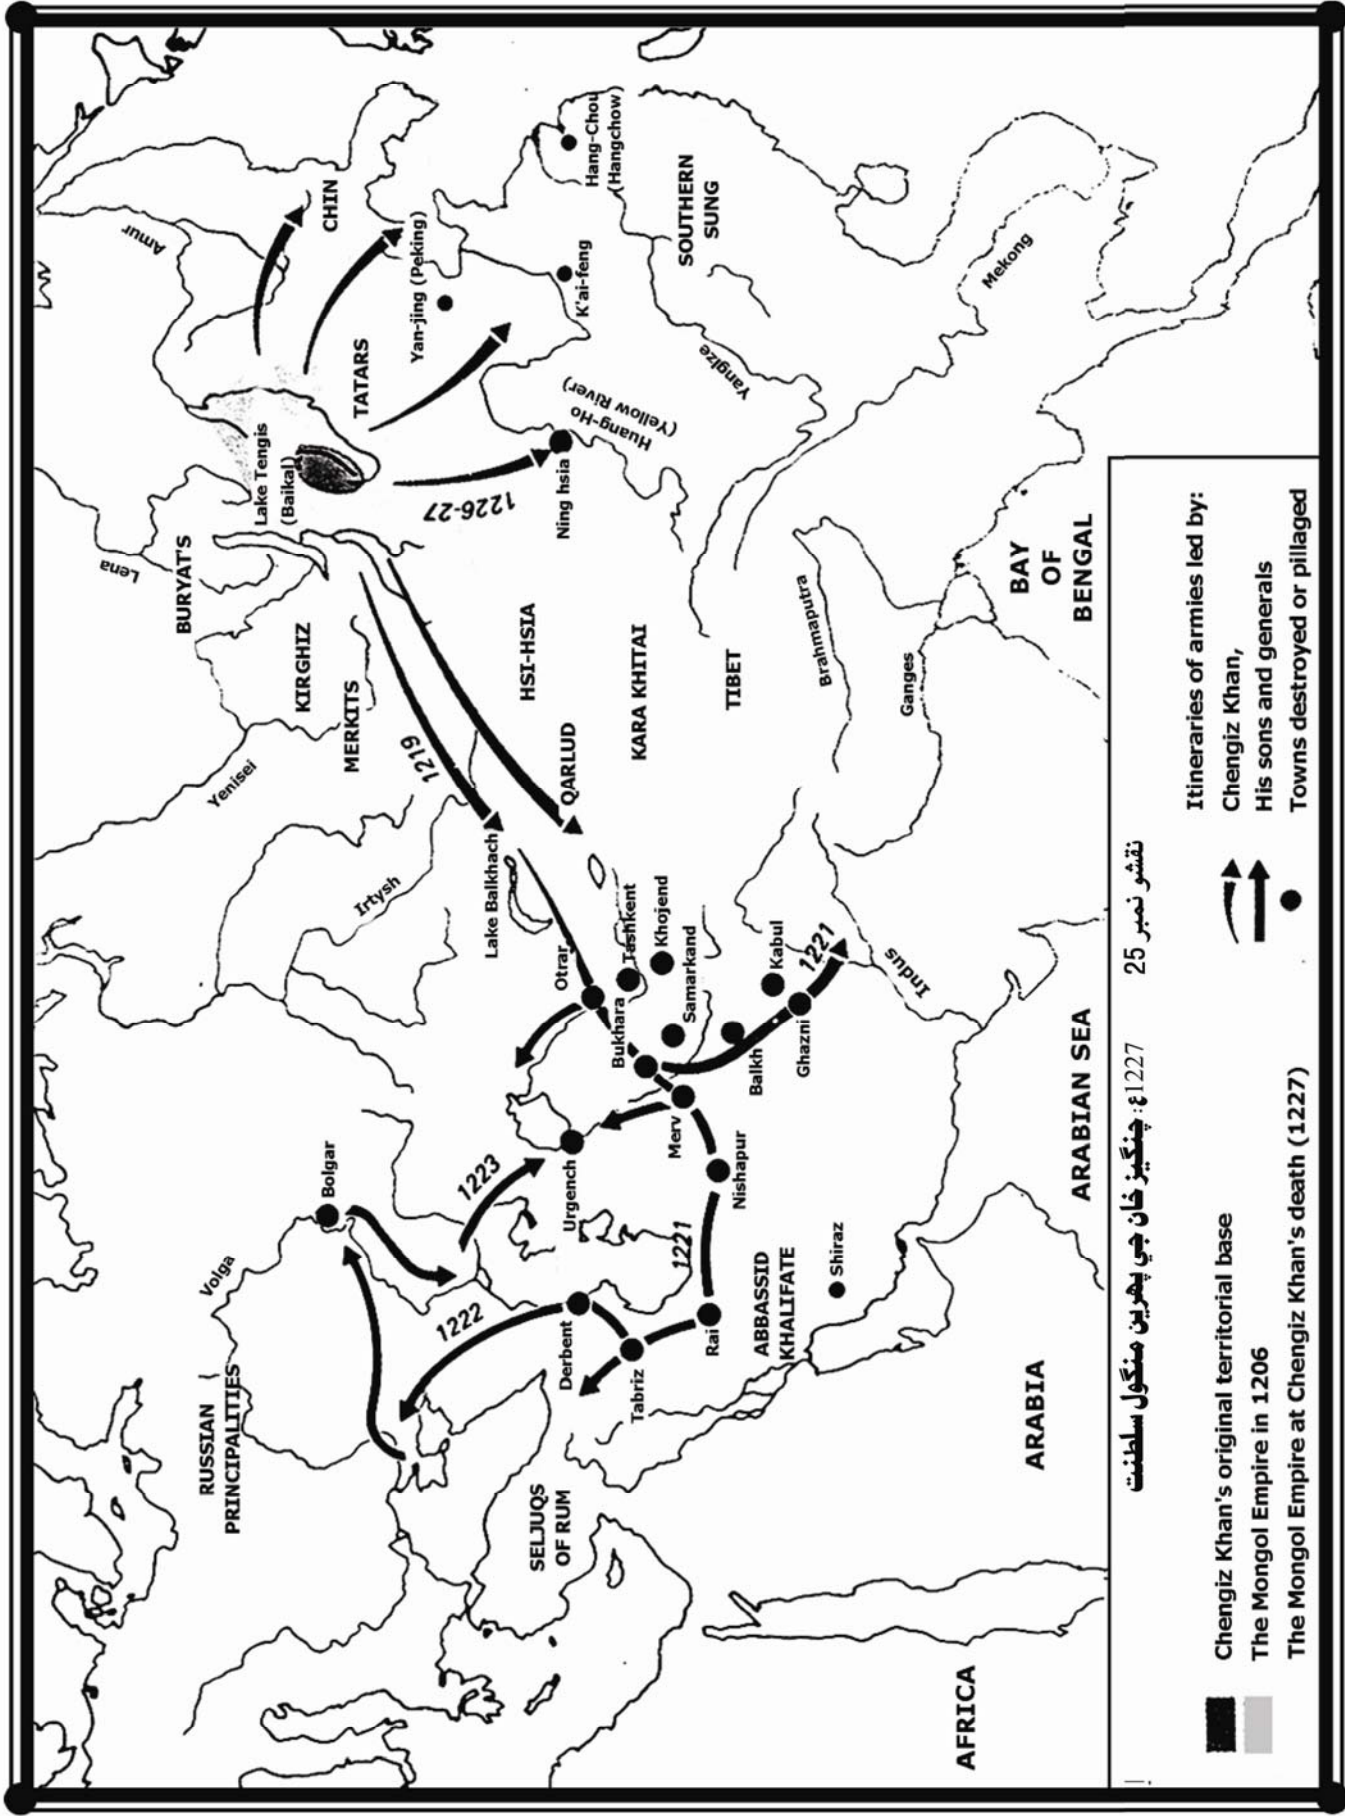 AFRICA
ARABIA
ARABIAN SEA
BAY
OF
BENGAL
SELJUQS
OF RUM
RUSSIAN
PRINCIPALITIES
Volga
Bolgar
1222
1223
Derbent
Tabriz
Rai
1221
ABBASSID
KHALIFATE
Shiraz
Nishapur
Merv
Urgench
Bukhara
Otrar
Tashkent
Khojend
Samarkand
Balkh
Ghazni
Kabul
1221
Indus
Lake Balkhach
Irtysh
Yenisei
1219
QARLUD
KARA KHITAI
HSI-HSIA
MERKITS
KIRGHIZ
BURYAT'S
Lena
Lake Tengis
(Baikal)
TIBET
Brahmaputra
Ganges
1226-27
Ning hsia
Huang-Ho
(Yellow River)
TATARS
Yan-jing (Peking)
K'ai-feng
CHIN
Amur
Hang-Chou
(Hangchow)
SOUTHERN
SUNG
Yanglze
Mekong
نقشو نمبر 25
1227ع: چنگيز خان جي پھرين منگول سلطنت
Chengiz Khan's original territorial base
The Mongol Empire in 1206
The Mongol Empire at Chengiz Khan's death (1227)
Itineraries of armies led by:
Chengiz Khan,
His sons and generals
Towns destroyed or pillaged